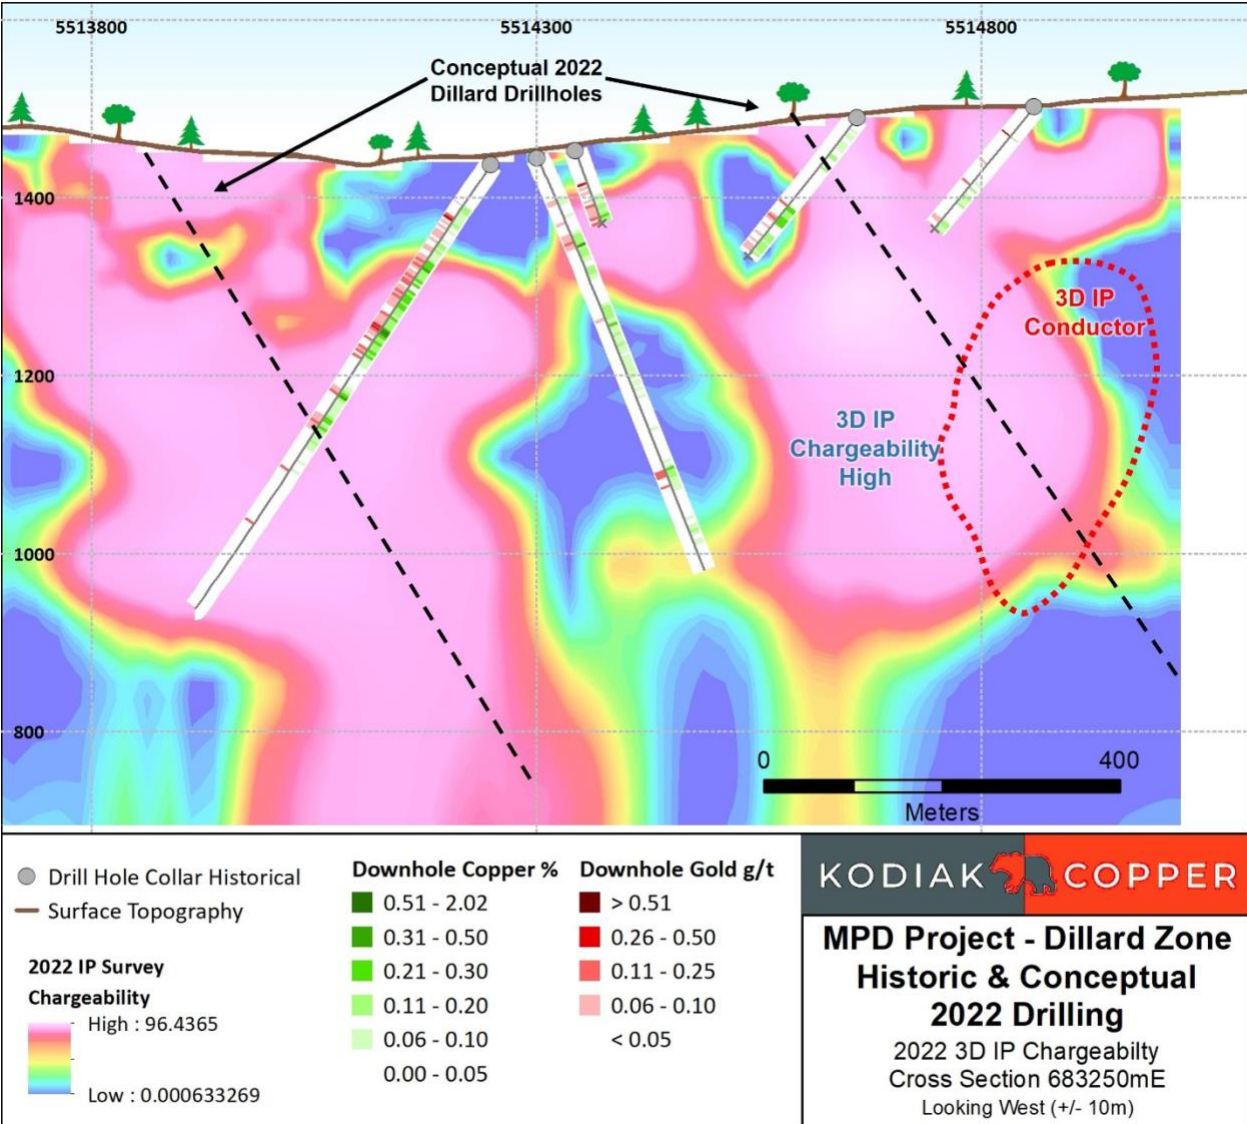 5513800
5514300
5514800
Conceptual 2022
Dillard Drillholes
1400
1200
1000
800
3D IP
Conductor
3D IP
Chargeability
High
0
400
Meters
Drill Hole Collar Historical
Surface Topography
2022 IP Survey
Chargeability
High : 96.4365
Low : 0.000633269
Downhole Copper %
0.51 - 2.02
0.31 - 0.50
0.21 - 0.30
0.11 - 0.20
0.06 - 0.10
0.00 - 0.05
Downhole Gold g/t
> 0.51
0.26 - 0.50
0.11 - 0.25
0.06 - 0.10
< 0.05
KODIAK COPPER
MPD Project - Dillard Zone
Historic & Conceptual
2022 Drilling
2022 3D IP Chargeabilty
Cross Section 683250mE
Looking West (+/- 10m)